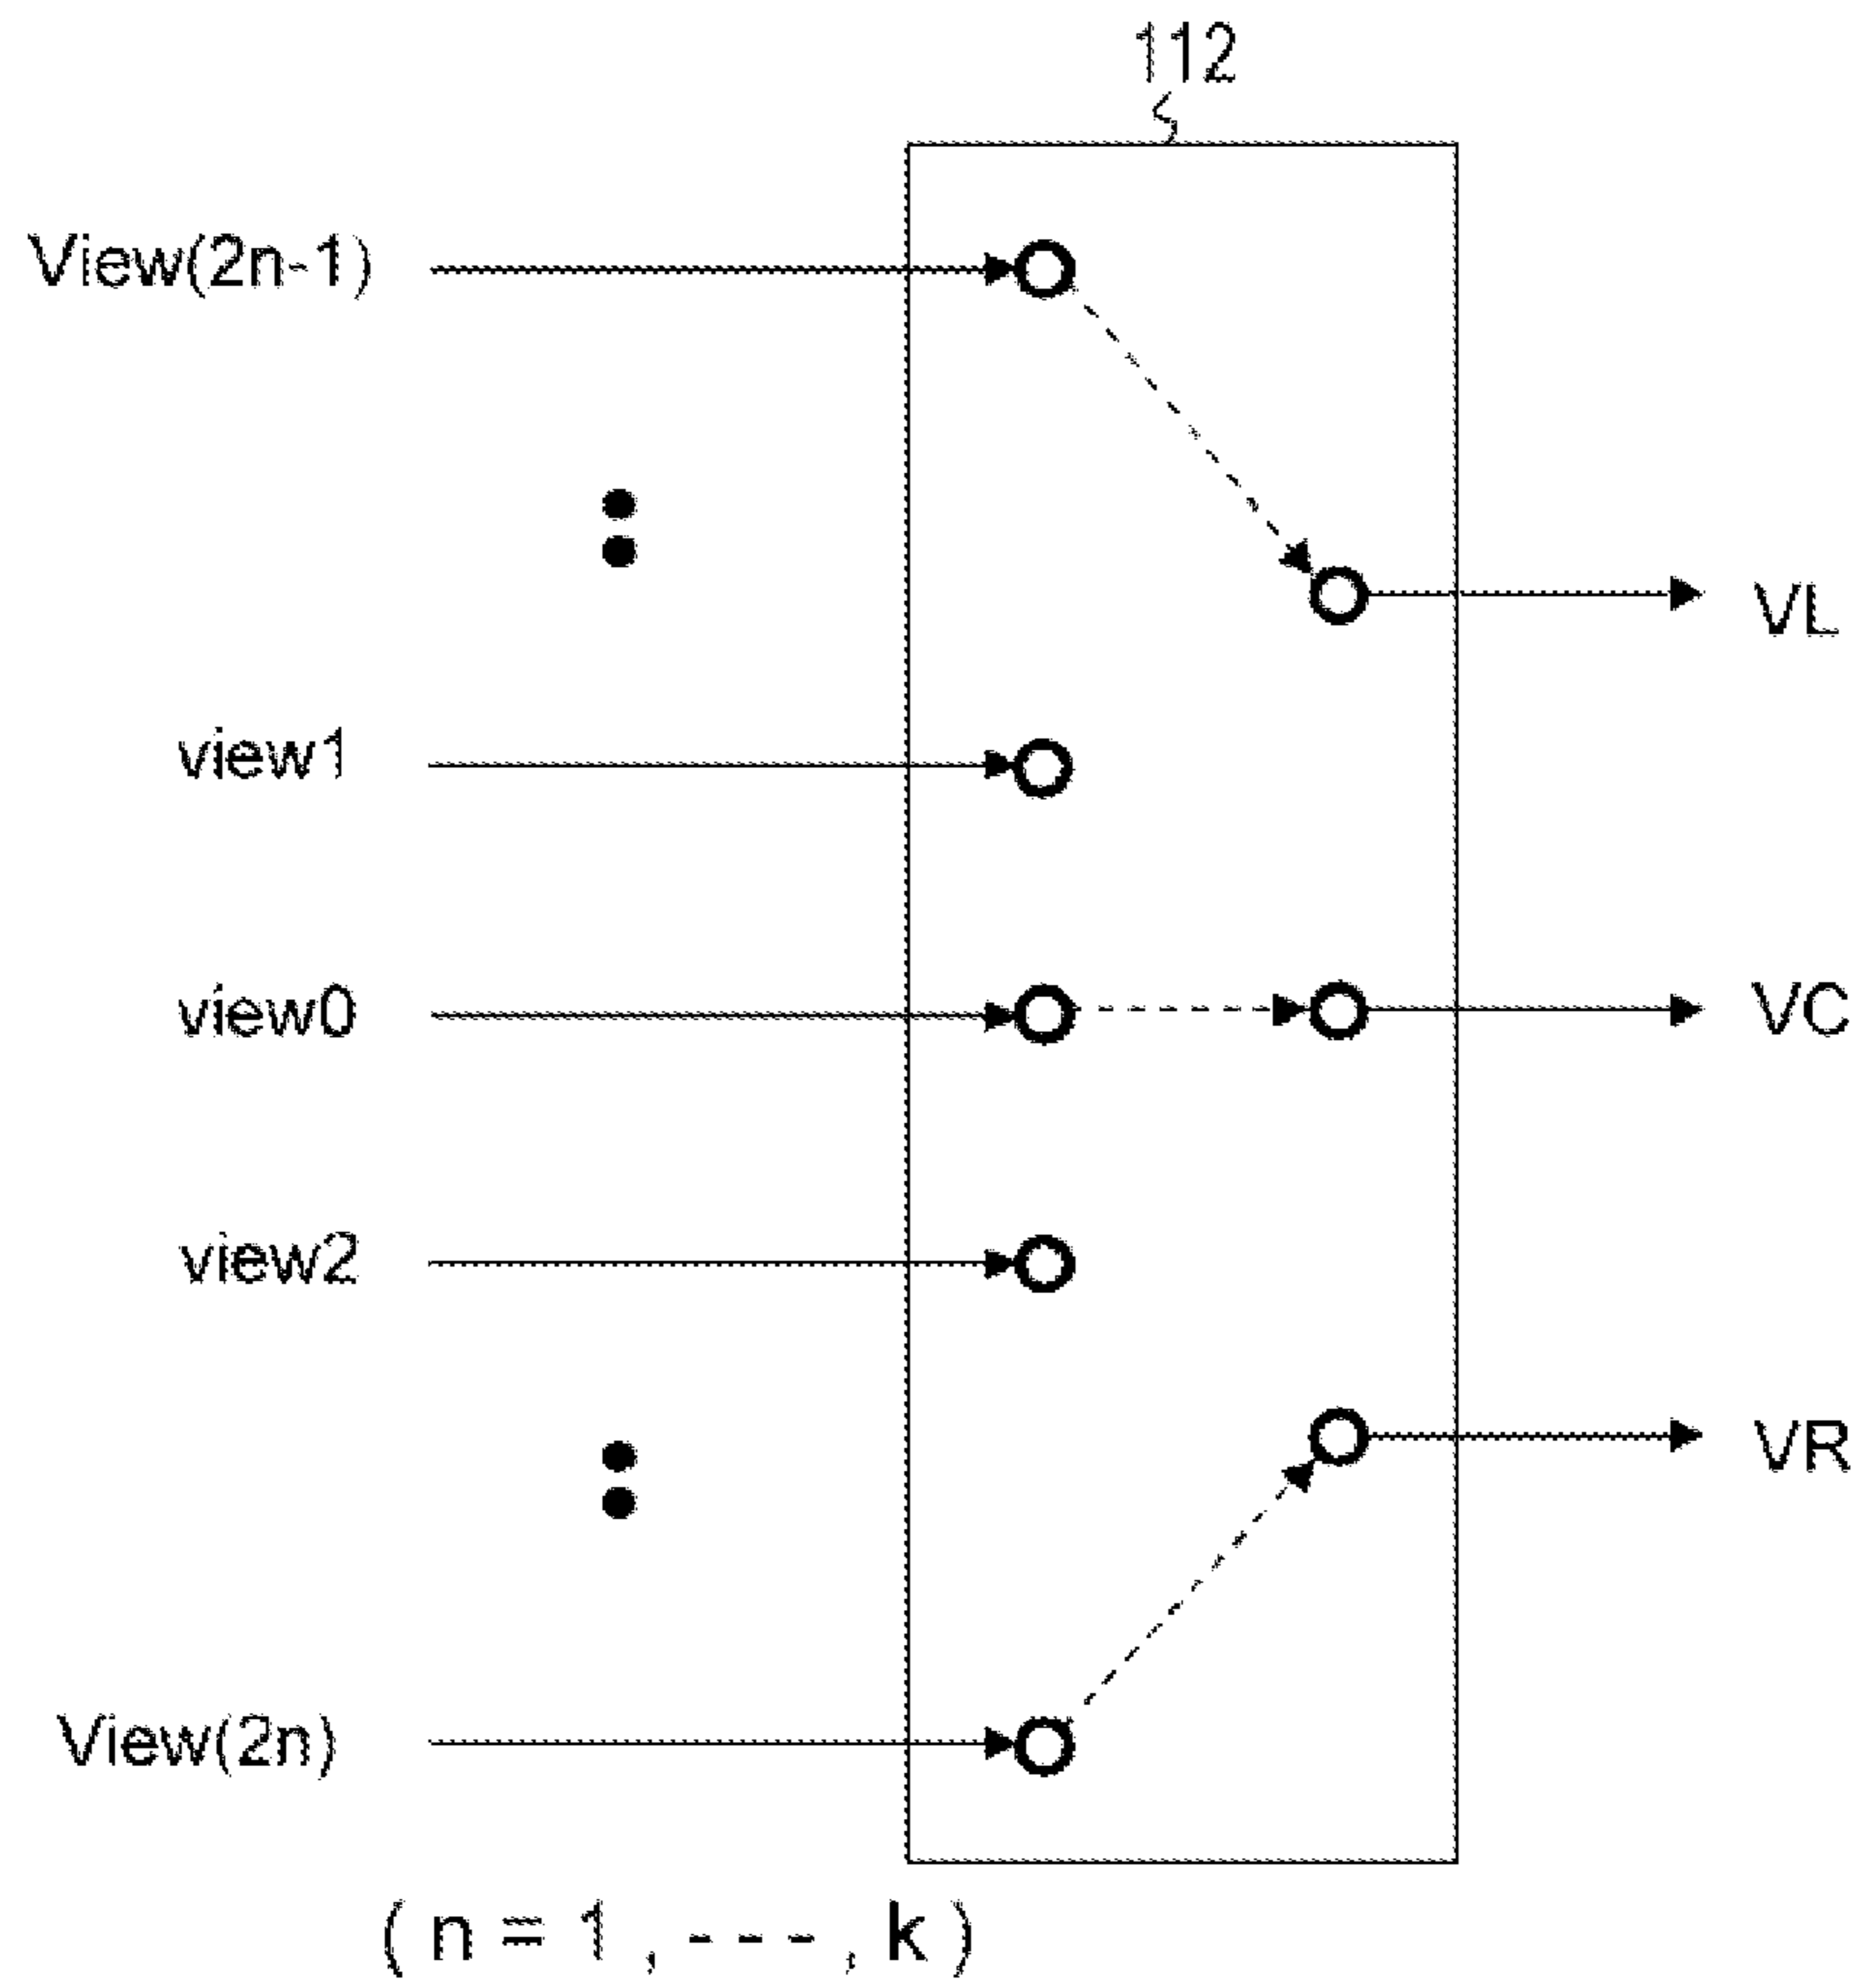 112
View(2n-1)
VL
view1
view0
VC
view2
VR
View(2n)
( n = 1 , - - - , k )